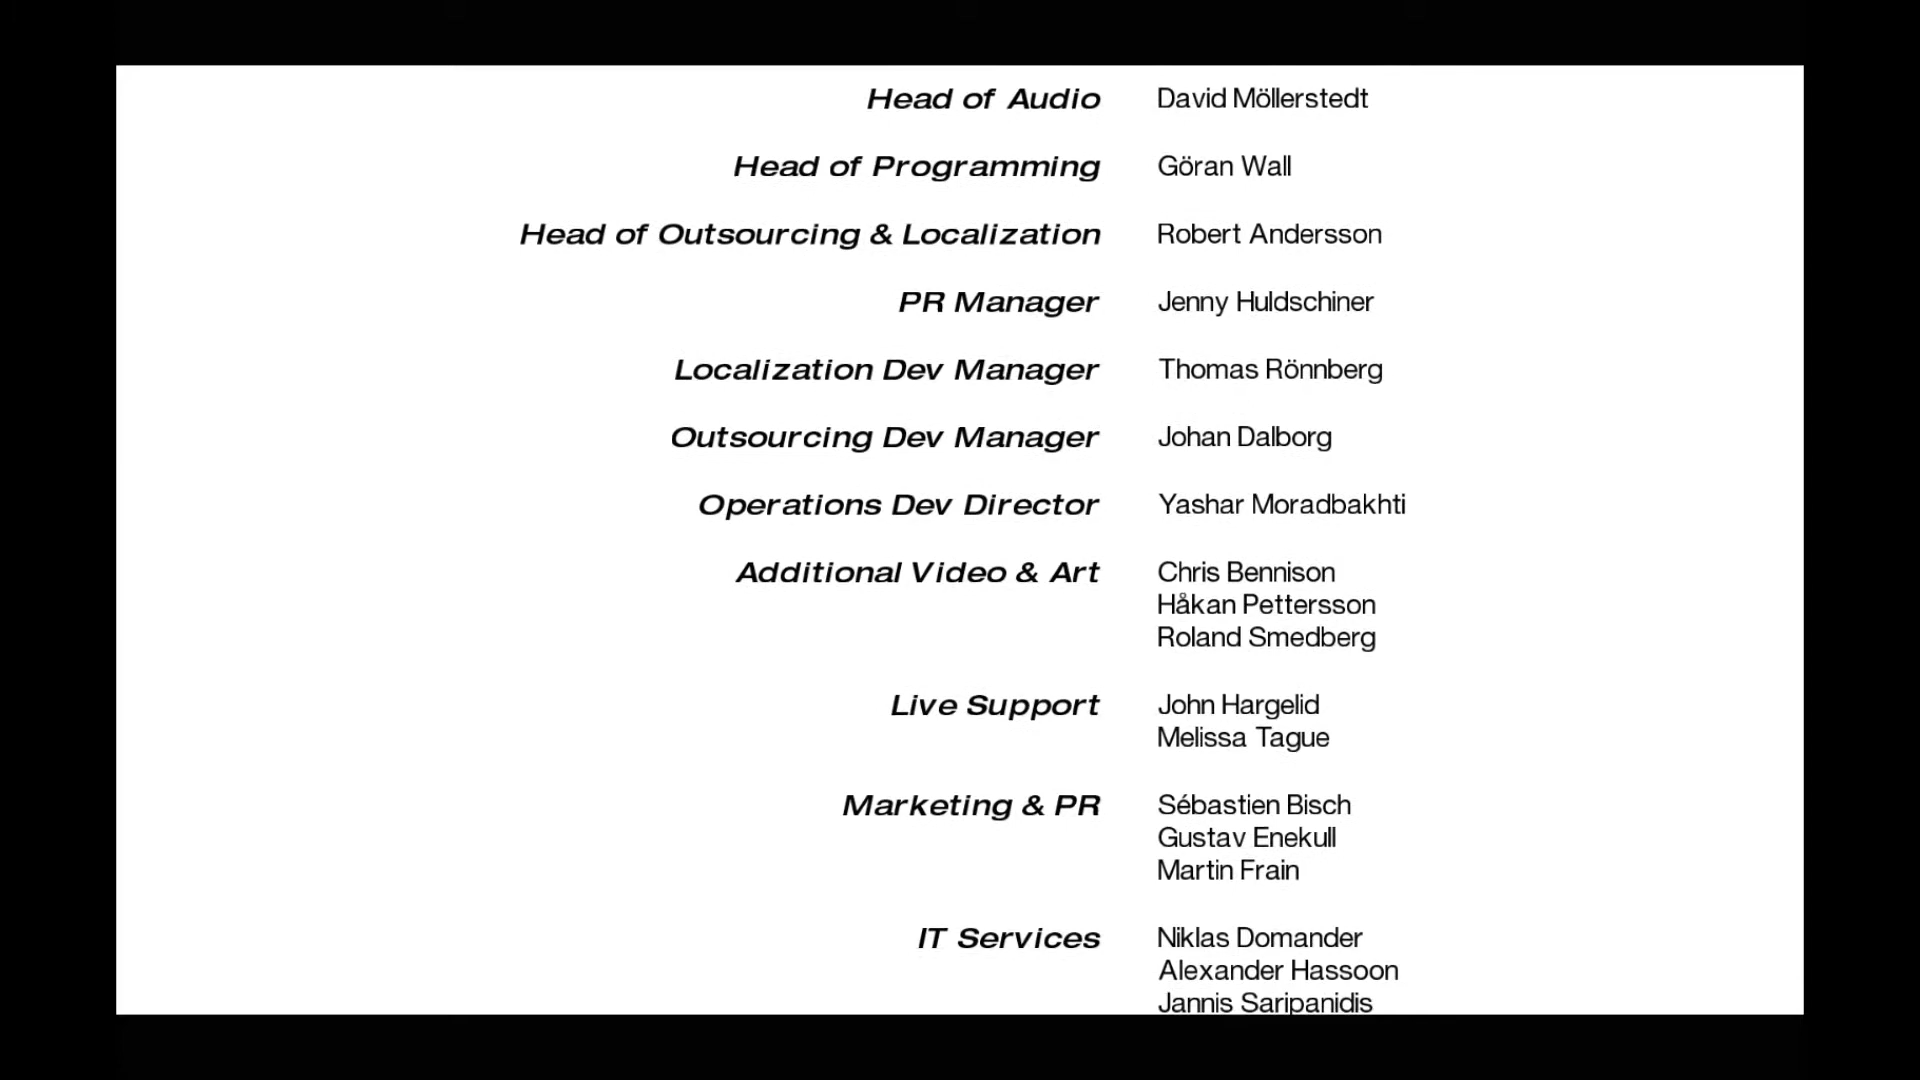 Head of Audio David Möllerstedt
Head of Programming Göran Wall
Head of Outsourcing & Localization Robert Andersson
PR Manager Jenny Huldschiner
Localization Dev Manager Thomas Rönnberg
Outsourcing Dev Manager Johan Dalborg
Operations Dev Director Yashar Moradbakhti
Additional Video & Art Chris Bennison
Håkan Pettersson
Roland Smedberg
Live Support John Hargelid
Melissa Tague
Marketing & PR Sébastien Bisch
Gustav Enekull
Martin Frain
IT Services Niklas Domander
Alexander Hassoon
Jannis Saripanidis